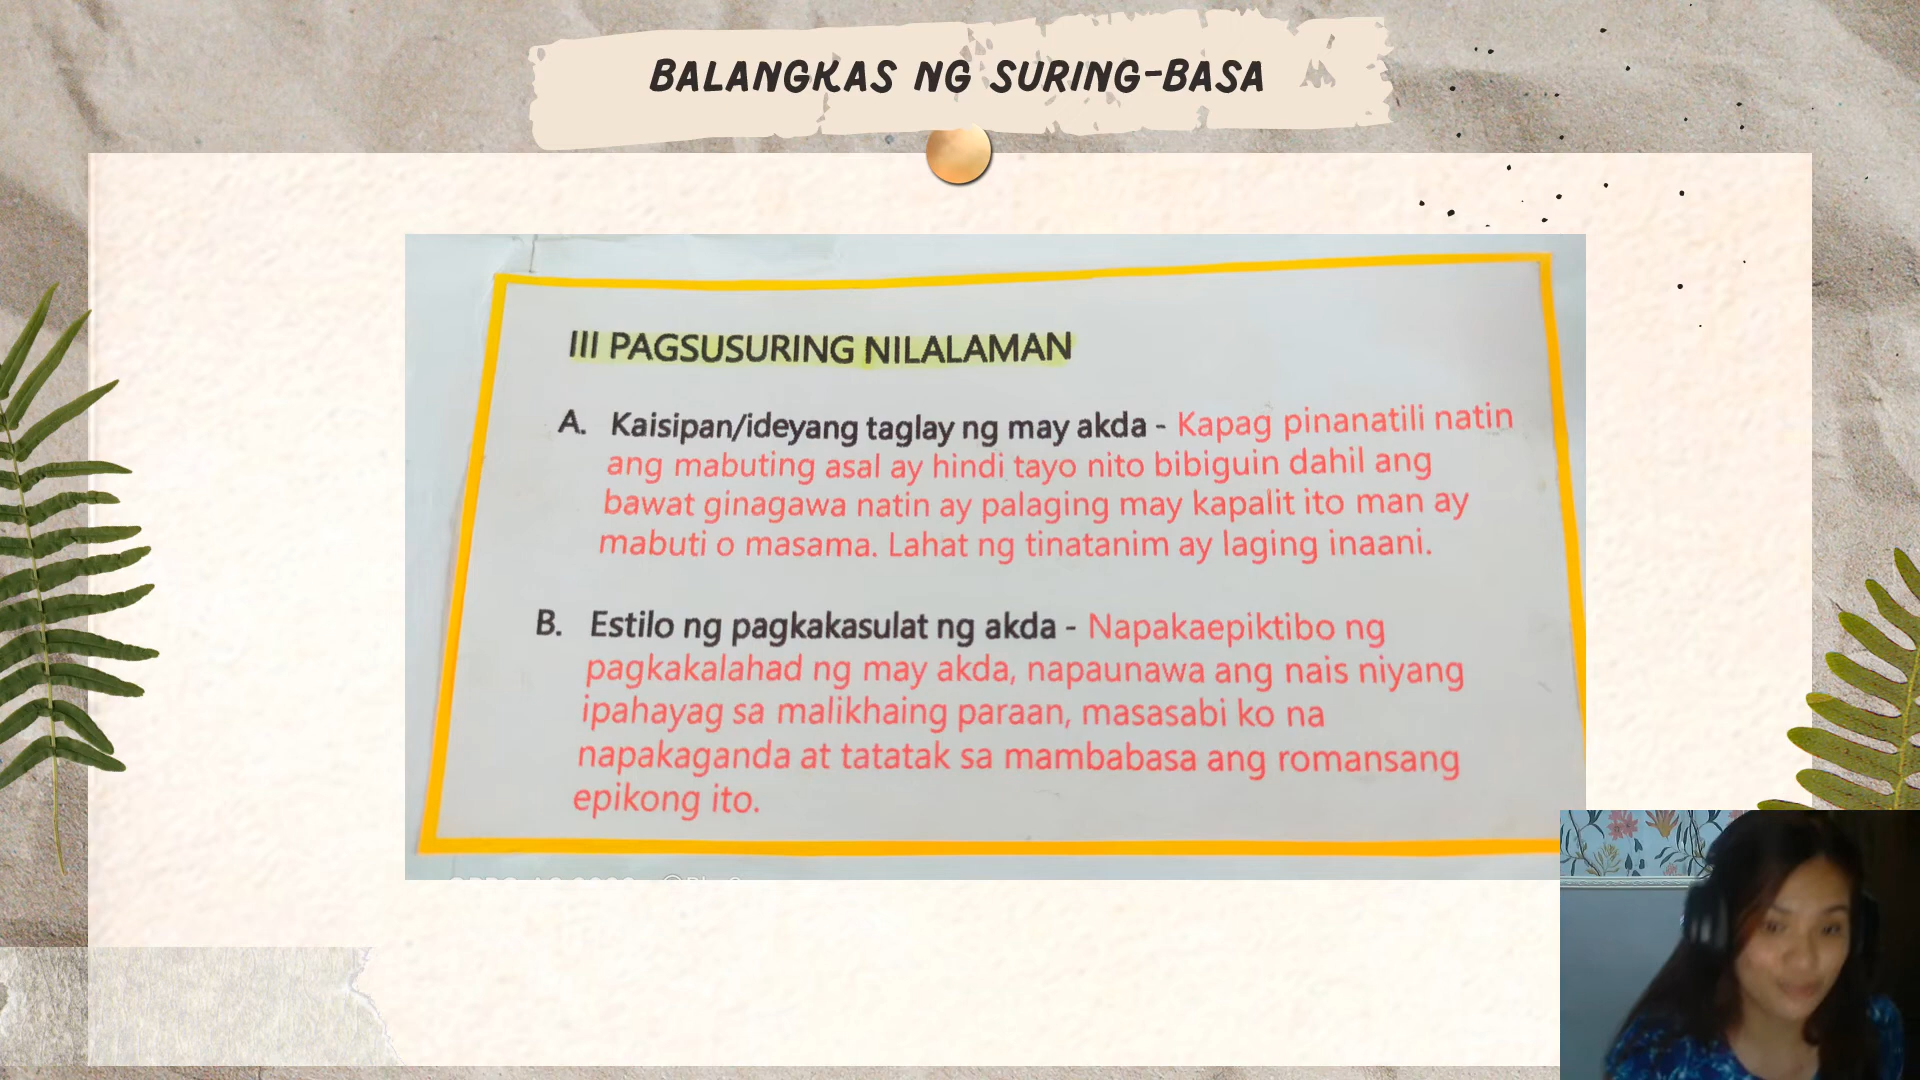 BALANGKAS NG SURING-BASA
III PAGSUSURING NILALAMAN
A. Kaisipan/ideyang taglay ng may akda - Kapag pinanatili natin
ang mabuting asal ay hindi tayo nito bibiguin dahil ang
bawat ginagawa natin ay palaging may kapalit ito man ay
mabuti o masama. Lahat ng tinatanim ay laging inaani.
B. Estilo ng pagkakasulat ng akda - Napakaepiktibo ng
pagkakalahad ng may akda, napaunawa ang nais niyang
ipahayag sa malikhaing paraan, masasabi ko na
napakaganda at tatatak sa mambabasa ang romansang
epikong ito.